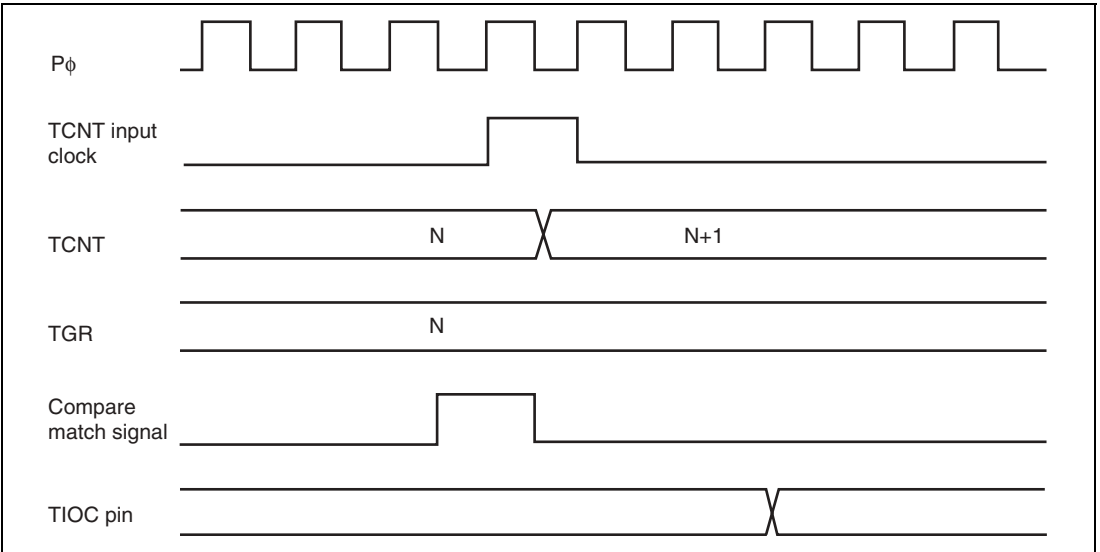 Pφ
TCNT input
clock
TCNT
N
N+1
TGR
N
Compare
match signal
TIOC pin